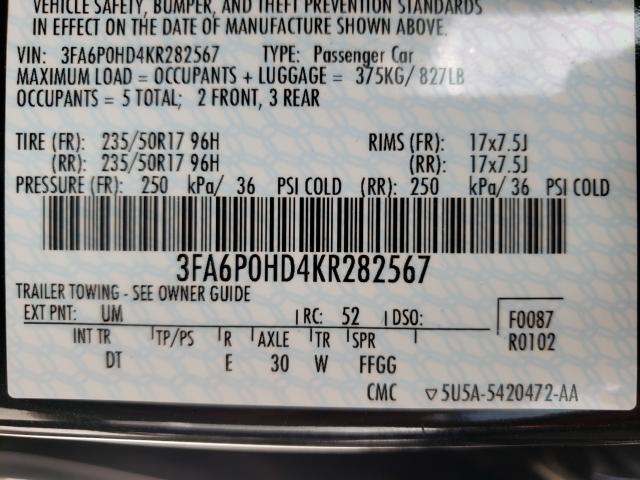 VEHICLE SAFETY, BUMPER, AND THEFT PREVENTION STANDARDS
IN EFFECT ON THE DATE OF MANUFACTURE SHOWN ABOVE.
VIN: 3FA6P0HD4KR282567 TYPE: Passenger Car
MAXIMUM LOAD = OCCUPANTS + LUGGAGE = 375KG/ 827LB
OCCUPANTS = 5 TOTAL; 2 FRONT, 3 REAR
TIRE (FR): 235/50R17 96H RIMS (FR): 17x7.5J
(RR): 235/50R17 96H (RR): 17x7.5J
PRESSURE (FR): 250 kPa/ 36 PSI COLD (RR): 250 kPa/ 36 PSI COLD
3FA6P0HD4KR282567
TRAILER TOWING - SEE OWNER GUIDE
EXT PNT: UM RC: 52 DSO: F0087
INT TR TP/PS R AXLE TR SPR R0102
DT E 30 W FFGG
CMC ▽5U5A-5420472-AA